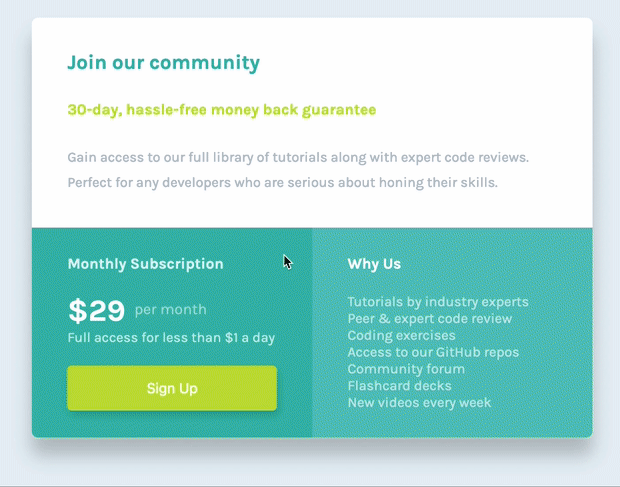 Join our community
30-day, hassle-free money back guarantee
Gain access to our full library of tutorials along with expert code reviews.
Perfect for any developers who are serious about honing their skills.
Monthly Subscription
$29 per month
Full access for less than $1 a day
Sign Up
Why Us
Tutorials by industry experts
Peer & expert code review
Coding exercises
Access to our GitHub repos
Community forum
Flashcard decks
New videos every week